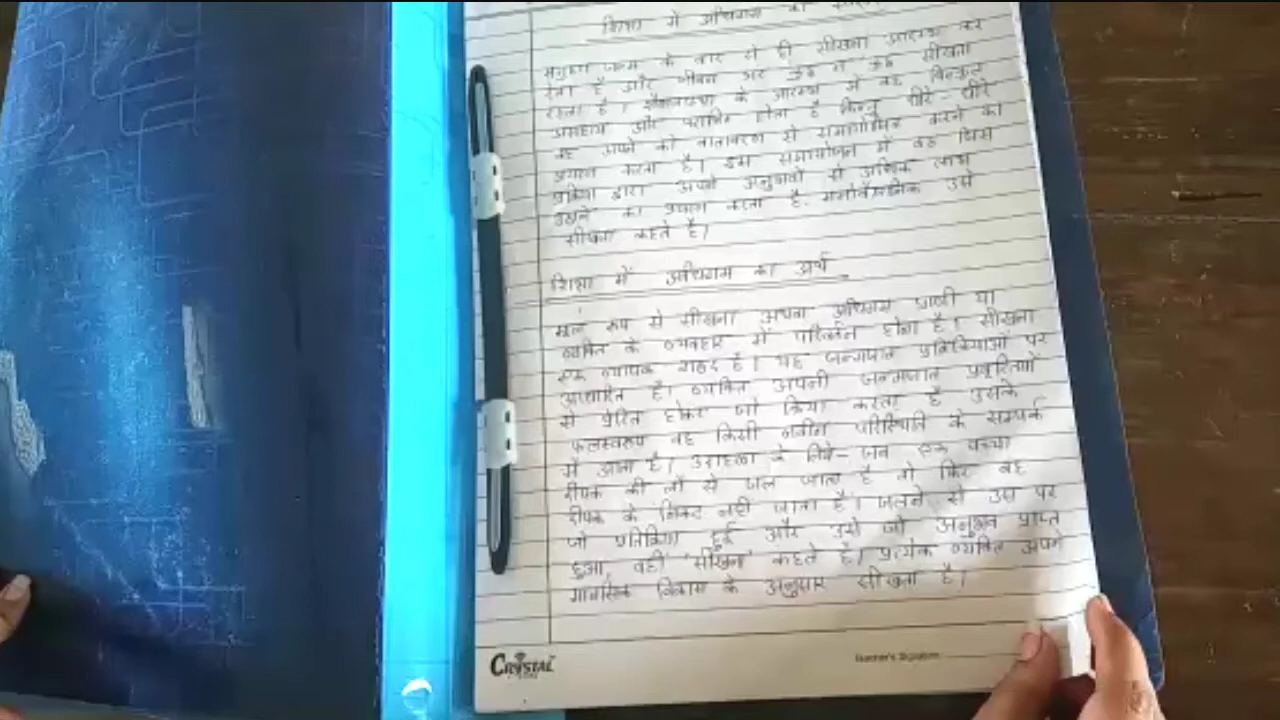 शिक्षा में अधिगम का
मनुष्य जन्म के बाद से ही सीखना आरम्भ कर
देता है और जीवन भर कुछ न कुछ सीखता
रहता है। शैशवावस्था के आरम्भ में वह बिल्कुल
असहाय और पराश्रित होता है किन्तु धीरे-धीरे
वह अपने को वातावरण से समायोजित करने का
प्रयत्न करता है। इस समायोजन में वह जिस
प्रक्रिया द्वारा अपने अनुभवों से अधिक लाभ
उठाने का प्रयास करता है. मनोवैज्ञानिक उसे
सीखना कहते है।
शिक्षा में अधिगम का अर्थ
मूल रूप से सीखना अथवा अधिगम प्राणी या
व्यक्ति के व्यवहार में परिवर्तन होना है। सीखना
एक व्यापक शब्द है। यह जन्मजात प्रतिक्रियाओं पर
आधारित है। व्यक्ति अपनी जन्मजात प्रवृतियों
से प्रेरित होकर जो क्रिया करता है उसके
फलस्वरूप वह किसी नवीन परिस्थिति के सम्पर्क
में आता है। उदाहरण के लिये- जब एक बच्चा
दीपक की लौ से जल जाता है तो फिर वह
दीपक के निकट नहीं जाता है। जलने से उस पर
जो प्रतिक्रिया हुई और उसे जो अनुभव प्राप्त
हुआ, वही 'सीखना' कहते है। प्रत्येक व्यक्ति अपने
मानसिक विकास के अनुसार सीखता है।
CRYSTAL
Teacher's Signature